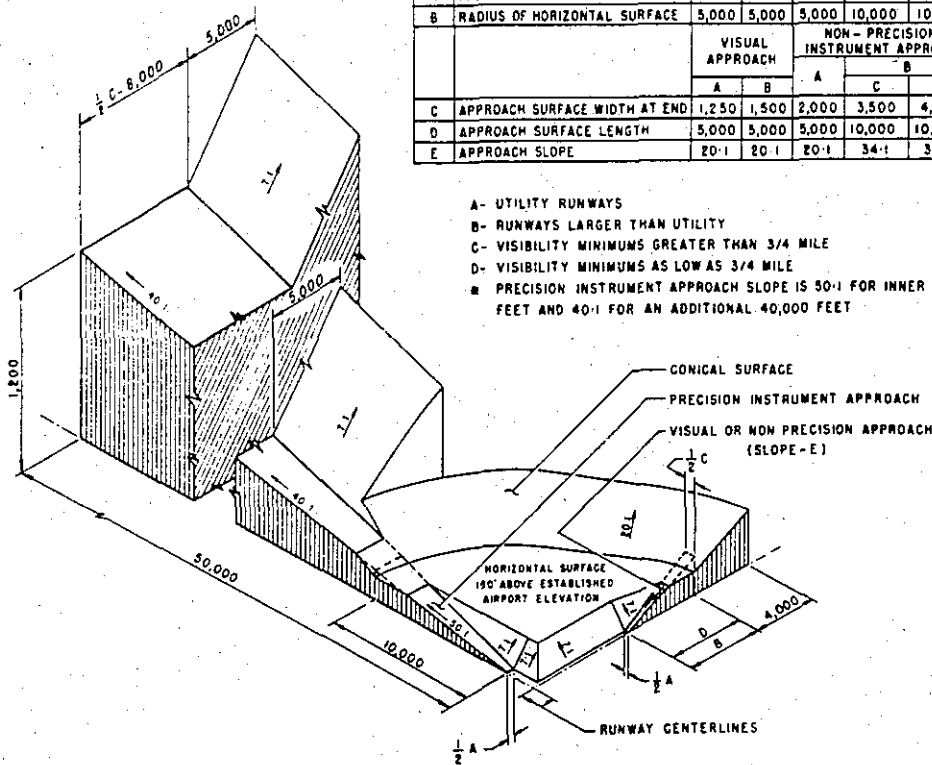 B RADIUS OF HORIZONTAL SURFACE 5,000 5,000 5,000 10,000 10
VISUAL APPROACH
NON-PRECISION INSTRUMENT APPR
A B A B
C
C APPROACH SURFACE WIDTH AT END 1,250 1,500 2,000 3,500 4,
D APPROACH SURFACE LENGTH 5,000 5,000 5,000 10,000 10,
E APPROACH SLOPE 20:1 20:1 20:1 34:1 3
A- UTILITY RUNWAYS
B- RUNWAYS LARGER THAN UTILITY
C- VISIBILITY MINIMUMS GREATER THAN 3/4 MILE
D- VISIBILITY MINIMUMS AS LOW AS 3/4 MILE
* PRECISION INSTRUMENT APPROACH SLOPE IS 50:1 FOR INNER
FEET AND 40:1 FOR AN ADDITIONAL 40,000 FEET
5,000
1/2 C-8,000
7:1
40:1
5,000
1,200
7:1
CONICAL SURFACE
PRECISION INSTRUMENT APPROACH
VISUAL OR NON PRECISION APPROACH
(SLOPE-E)
1/2 C
40:1
20:1
50,000
HORIZONTAL SURFACE
150' ABOVE ESTABLISHED
AIRPORT ELEVATION
50:1
7:1
7:1
7:1
7:1
10,000
D
B
4,000
1/2 A
RUNWAY CENTERLINES
1/2 A